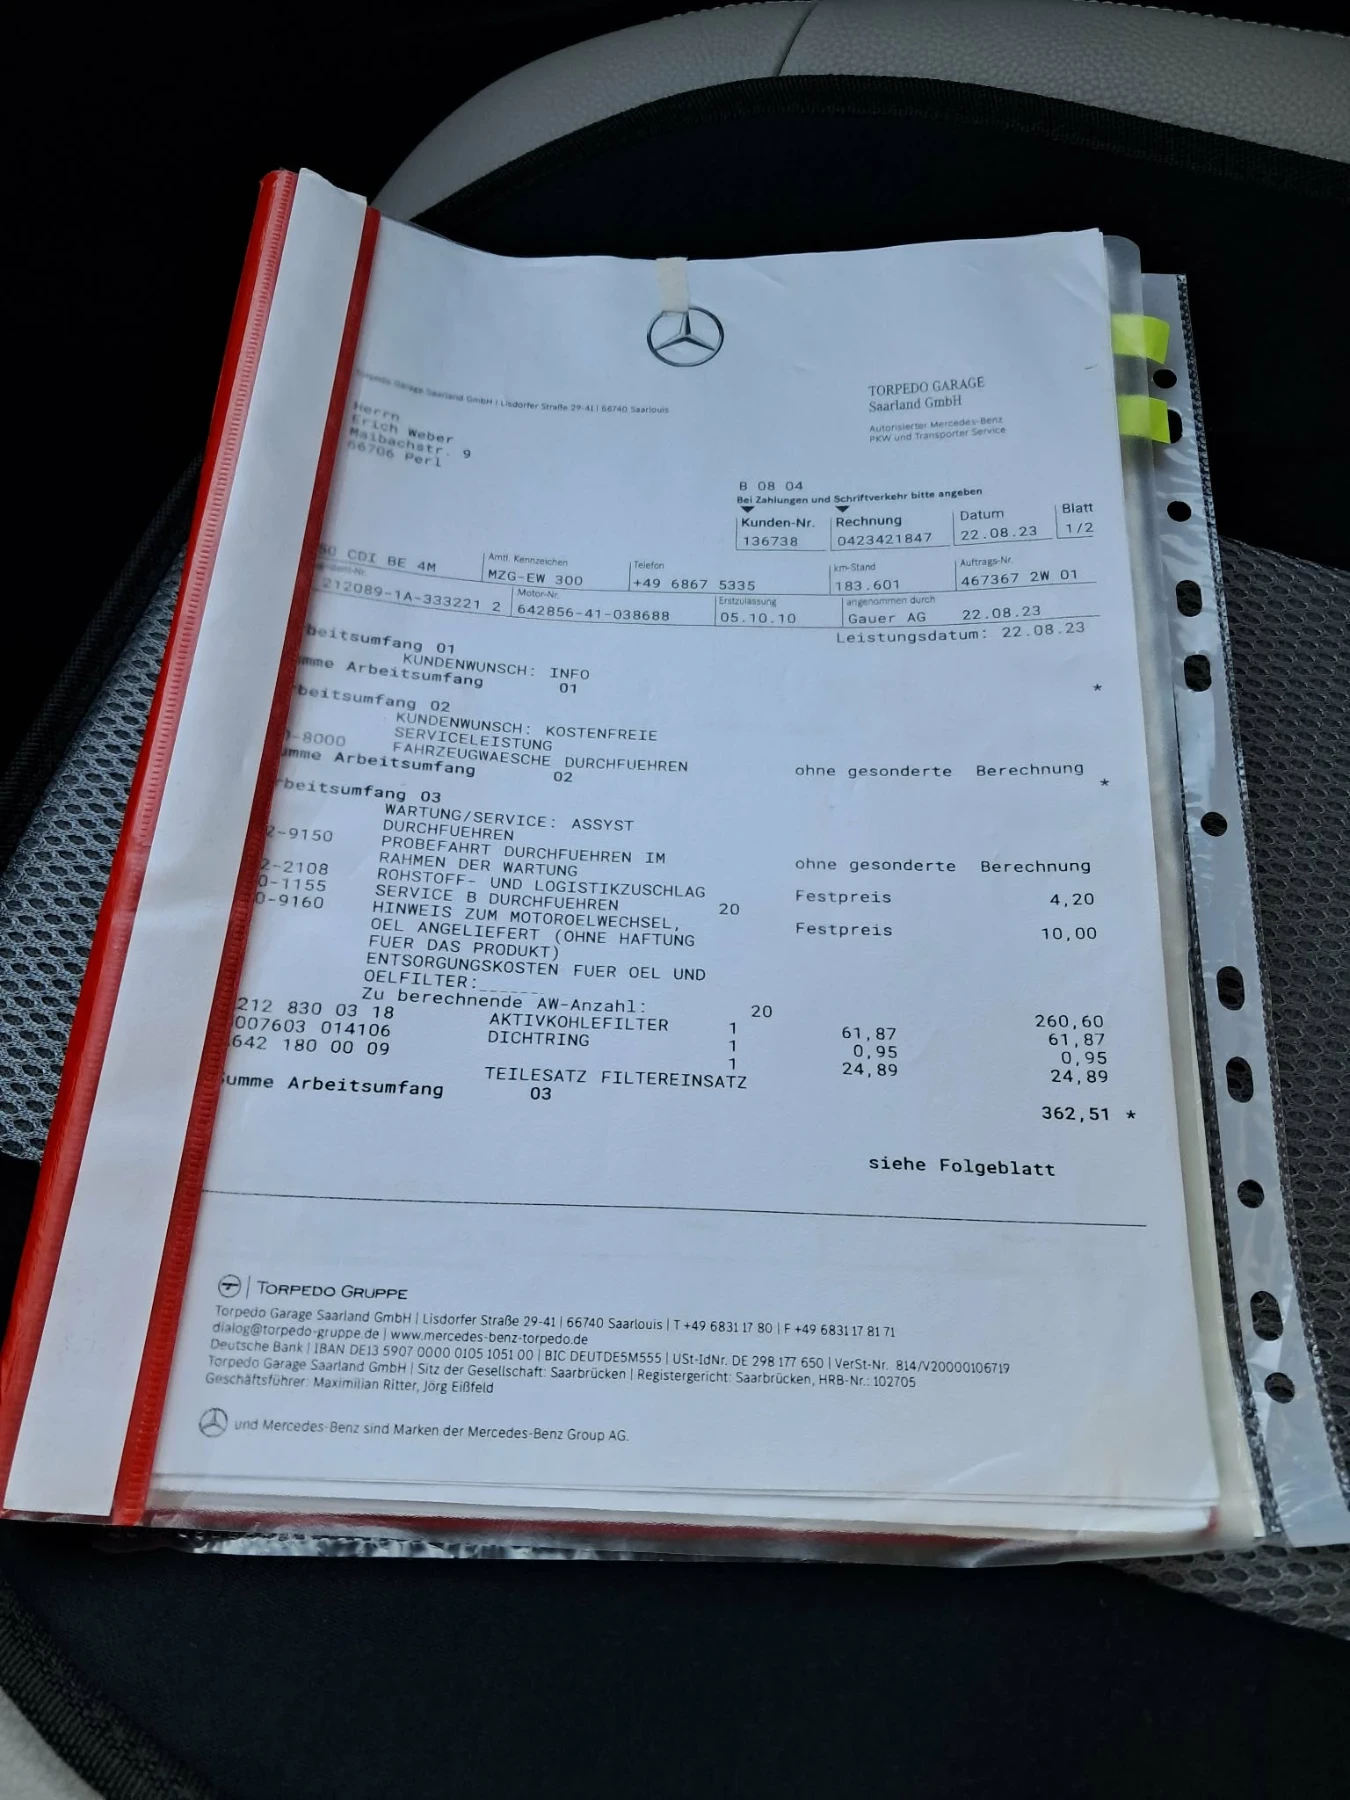 Torpedo Garage Saarland GmbH | Lisdorfer Straße 29-41 | 66740 Saarlouis
TORPEDO GARAGE
Saarland GmbH
Autorisierter Mercedes-Benz
PKW und Transporter Service
Herrn
Erich Weber
Maibachstr. 9
66706 Perl
B 08 04
Bei Zahlungen und Schriftverkehr bitte angeben
Kunden-Nr. Rechnung Datum Blatt
136738 0423421847 22.08.23 1/2
Amtl. Kennzeichen Telefon km-Stand Auftrags-Nr.
50 CDI BE 4M MZG-EW 300 +49 6867 5335 183.601 467367 2W 01
Motor-Nr. Erstzulassung angenommen durch
212089-1A-333221 2 642856-41-038688 05.10.10 Gauer AG 22.08.23
Leistungsdatum: 22.08.23
beitsumfang 01
KUNDENWUNSCH: INFO
mme Arbeitsumfang 01 *
beitsumfang 02
KUNDENWUNSCH: KOSTENFREIE
SERVICELEISTUNG
-8000 FAHRZEUGWAESCHE DURCHFUEHREN ohne gesonderte Berechnung
umme Arbeitsumfang 02 *
rbeitsumfang 03
WARTUNG/SERVICE: ASSYST
DURCHFUEHREN
2-9150 PROBEFAHRT DURCHFUEHREN IM
RAHMEN DER WARTUNG ohne gesonderte Berechnung
2-2108 ROHSTOFF- UND LOGISTIKZUSCHLAG Festpreis 4,20
0-1155 SERVICE B DURCHFUEHREN 20
0-9160 HINWEIS ZUM MOTOROELWECHSEL, Festpreis 10,00
OEL ANGELIEFERT (OHNE HAFTUNG
FUER DAS PRODUKT)
ENTSORGUNGSKOSTEN FUER OEL UND
OELFILTER:_______
Zu berechnende AW-Anzahl: 20 260,60
212 830 03 18 AKTIVKOHLEFILTER 1 61,87 61,87
007603 014106 DICHTRING 1 0,95 0,95
642 180 00 09 1 24,89 24,89
TEILESATZ FILTEREINSATZ
umme Arbeitsumfang 03 362,51 *
siehe Folgeblatt
TORPEDO GRUPPE
Torpedo Garage Saarland GmbH | Lisdorfer Straße 29-41 | 66740 Saarlouis | T +49 6831 17 80 | F +49 6831 17 81 71
dialog@torpedo-gruppe.de | www.mercedes-benz-torpedo.de
Deutsche Bank | IBAN DE13 5907 0000 0105 1051 00 | BIC DEUTDE5M555 | USt-IdNr. DE 298 177 650 | VerSt-Nr. 814/V20000106719
Torpedo Garage Saarland GmbH | Sitz der Gesellschaft: Saarbrücken | Registergericht: Saarbrücken, HRB-Nr.: 102705
Geschäftsführer: Maximilian Ritter, Jörg Eißfeld
und Mercedes-Benz sind Marken der Mercedes-Benz Group AG.